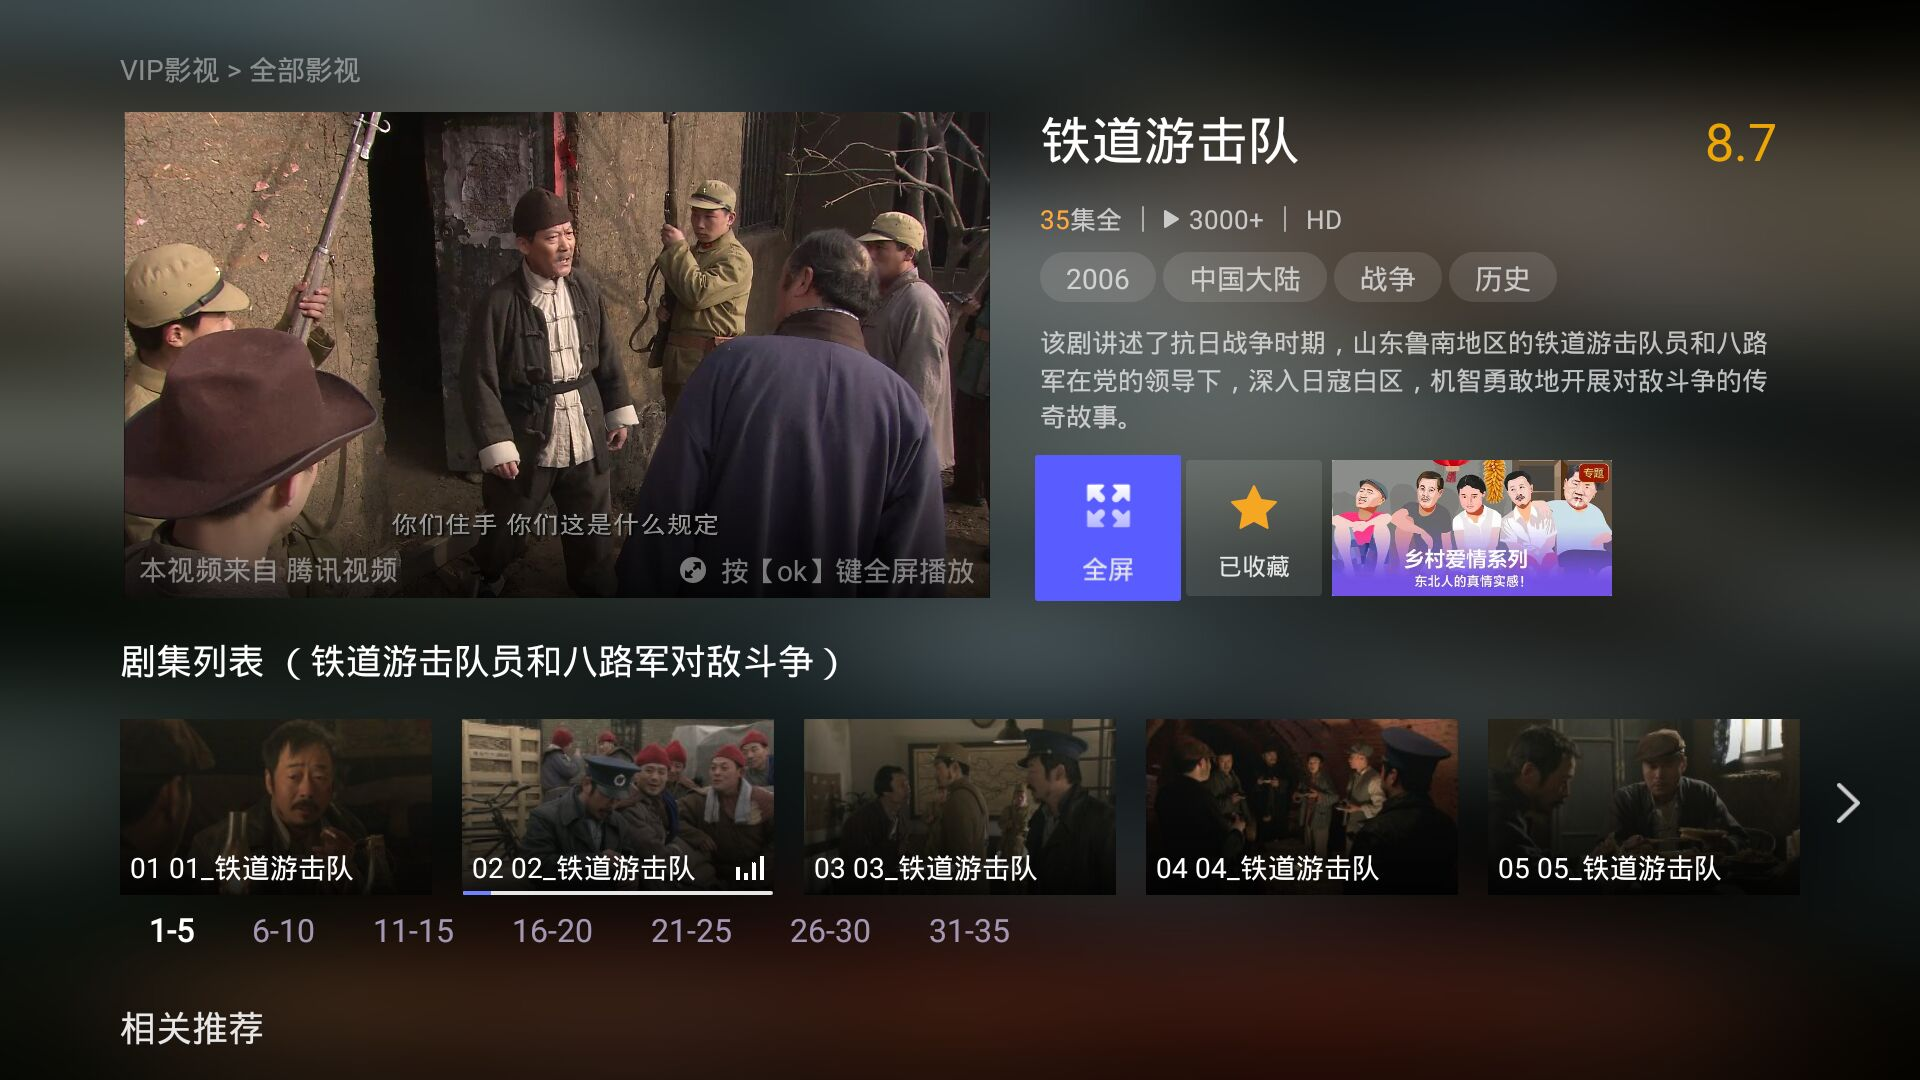 VIP影视 > 全部影视
你们住手 你们这是什么规定
本视频来自 腾讯视频
按【ok】键全屏播放
铁道游击队
8.7
35集全 | 3000+ | HD
2006 中国大陆 战争 历史
该剧讲述了抗日战争时期，山东鲁南地区的铁道游击队员和八路
军在党的领导下，深入日寇白区，机智勇敢地开展对敌斗争的传
奇故事。
全屏
已收藏
专题
乡村爱情系列
东北人的真情实感！
剧集列表 （铁道游击队员和八路军对敌斗争）
01 01_铁道游击队
02 02_铁道游击队
03 03_铁道游击队
04 04_铁道游击队
05 05_铁道游击队
1-5 6-10 11-15 16-20 21-25 26-30 31-35
相关推荐